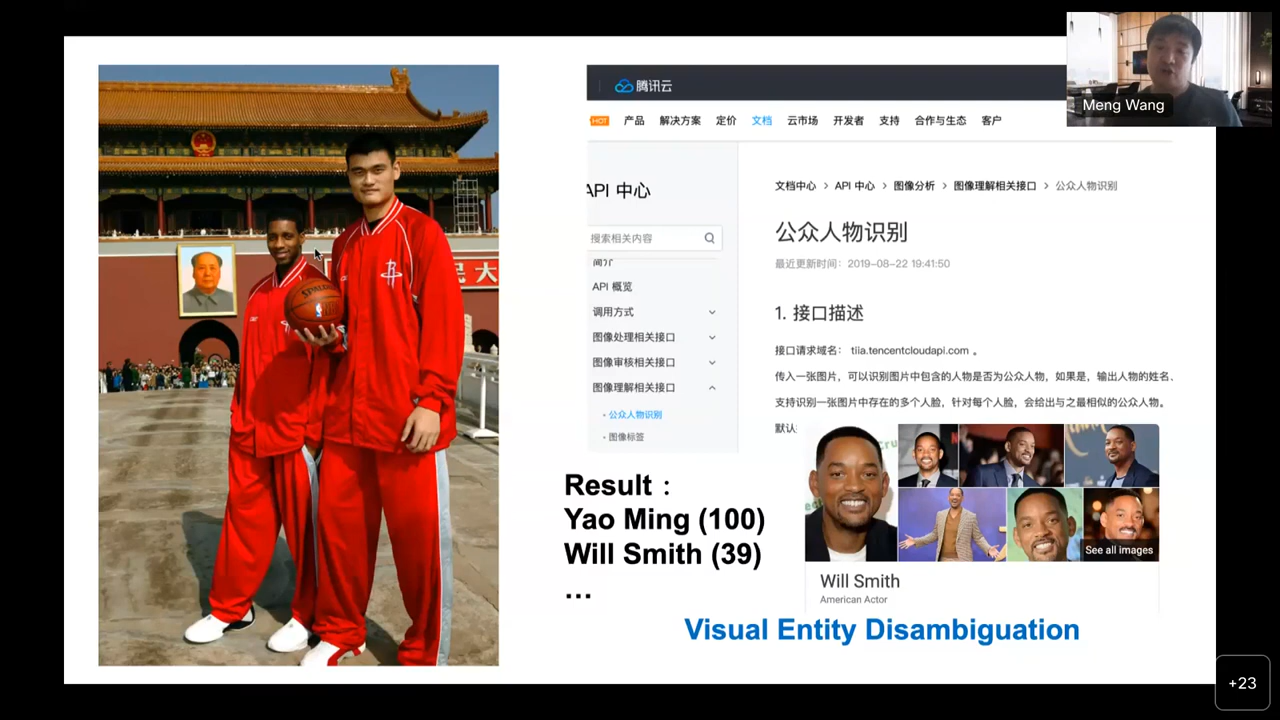 Meng Wang
腾讯云
HOT 产品 解决方案 定价 文档 云市场 开发者 支持 合作与生态 客户
API 中心
搜索相关内容
简介
API 概览
调用方式
图像处理相关接口
图像审核相关接口
图像理解相关接口
• 公众人物识别
• 图像标签
文档中心 > API 中心 > 图像分析 > 图像理解相关接口 > 公众人物识别
公众人物识别
最近更新时间：2019-08-22 19:41:50
1. 接口描述
接口请求域名： tiia.tencentcloudapi.com 。
传入一张图片，可以识别图片中包含的人物是否为公众人物，如果是，输出人物的姓名、
支持识别一张图片中存在的多个人脸，针对每个人脸，会给出与之最相似的公众人物。
默认
民大
SPALDING
Result：
Yao Ming (100)
Will Smith (39)
...
See all images
Will Smith
American Actor
Visual Entity Disambiguation
+23